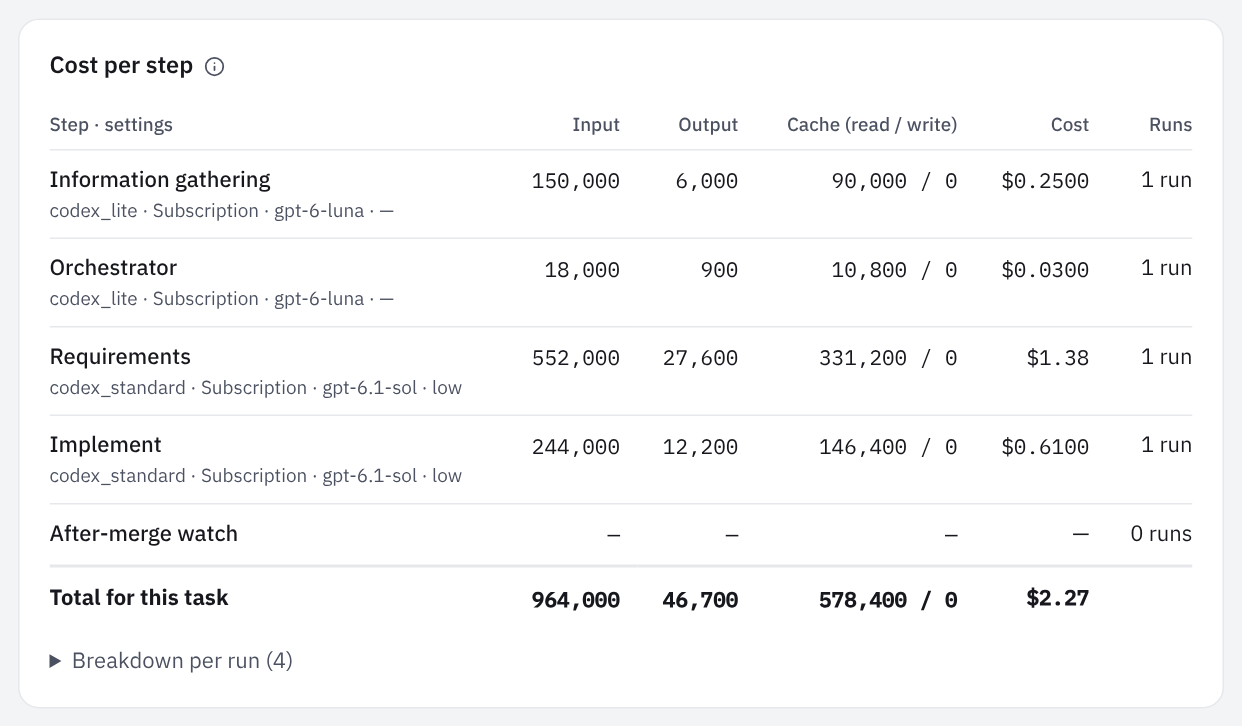 Cost per step
Step · settings Input Output Cache (read / write) Cost Runs
Information gathering 150,000 6,000 90,000 / 0 $0.2500 1 run
codex_lite · Subscription · gpt-6-luna · —
Orchestrator 18,000 900 10,800 / 0 $0.0300 1 run
codex_lite · Subscription · gpt-6-luna · —
Requirements 552,000 27,600 331,200 / 0 $1.38 1 run
codex_standard · Subscription · gpt-6.1-sol · low
Implement 244,000 12,200 146,400 / 0 $0.6100 1 run
codex_standard · Subscription · gpt-6.1-sol · low
After-merge watch — — — — 0 runs
Total for this task 964,000 46,700 578,400 / 0 $2.27
▶ Breakdown per run (4)